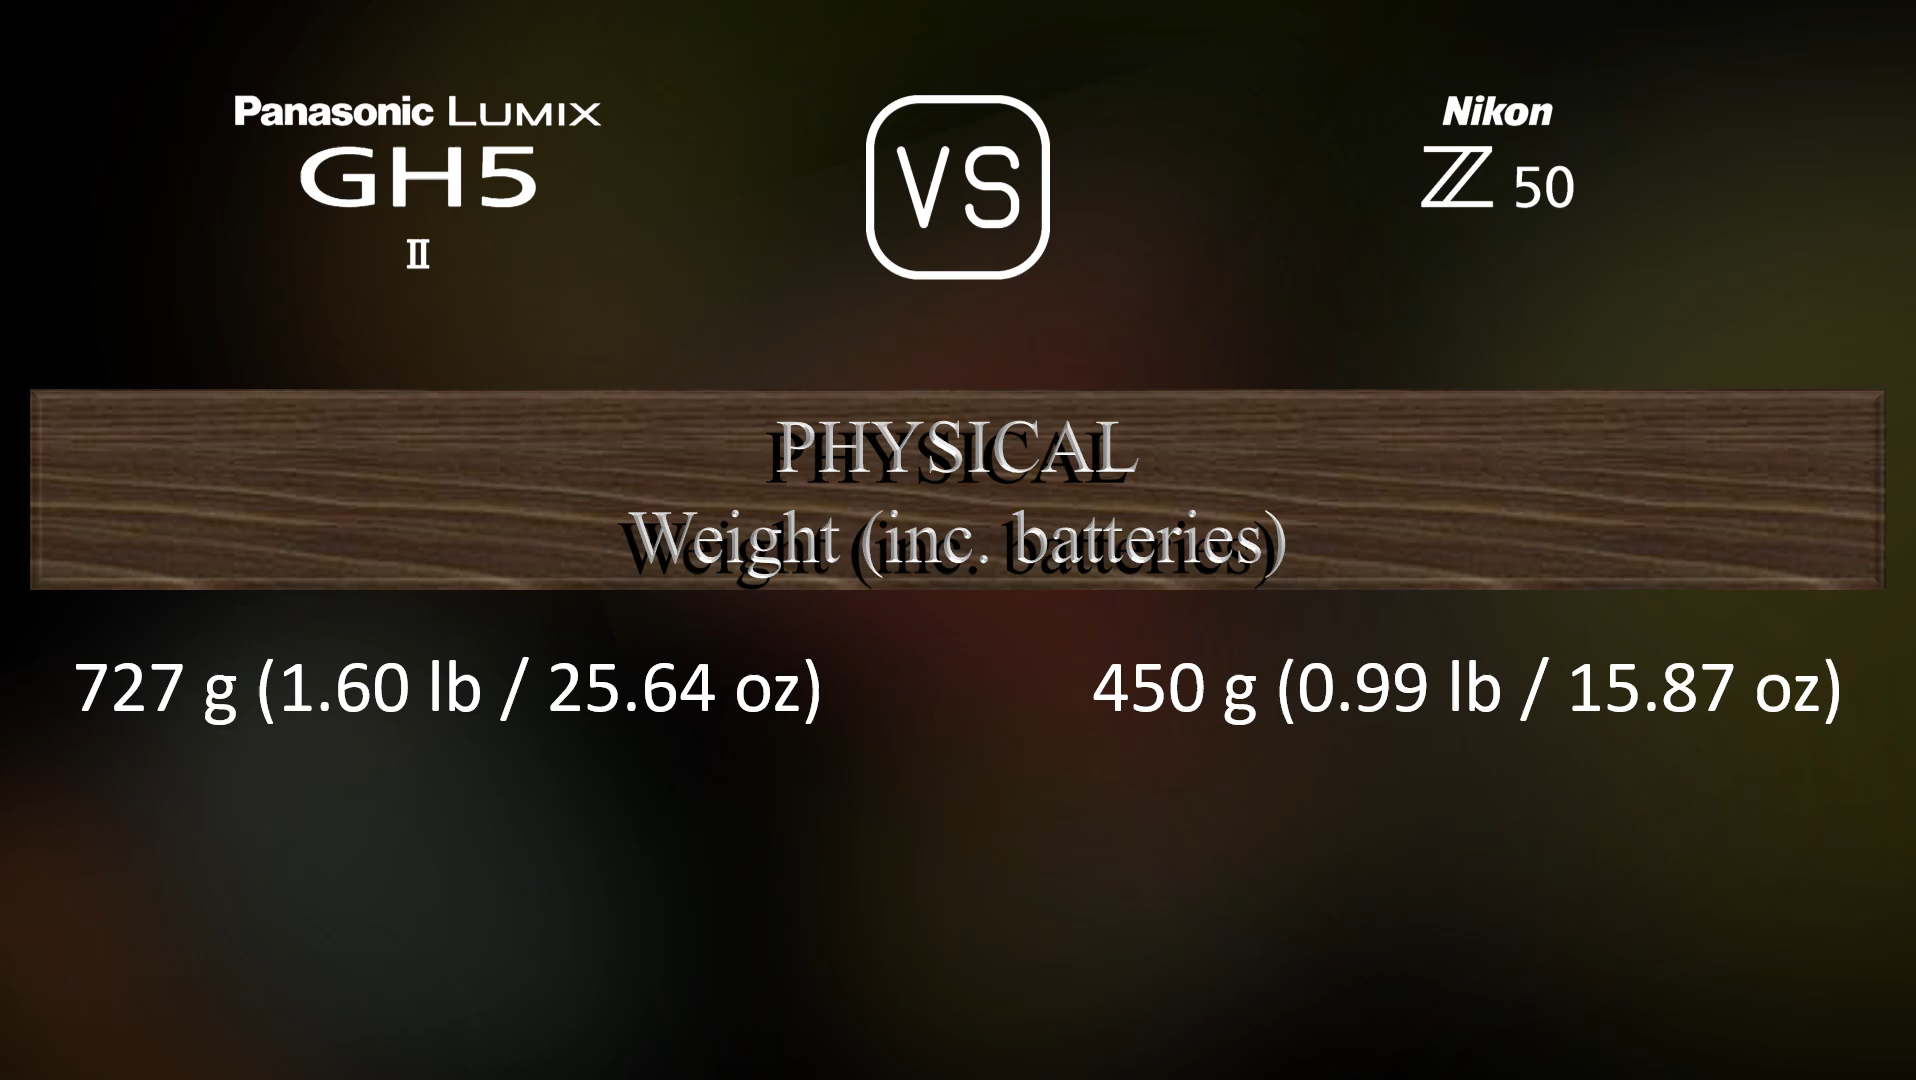 Panasonic LUMIX
GH5
II
VS
Nikon
Z 50
PHYSICAL
Weight (inc. batteries)
727 g (1.60 lb / 25.64 oz)
450 g (0.99 lb / 15.87 oz)